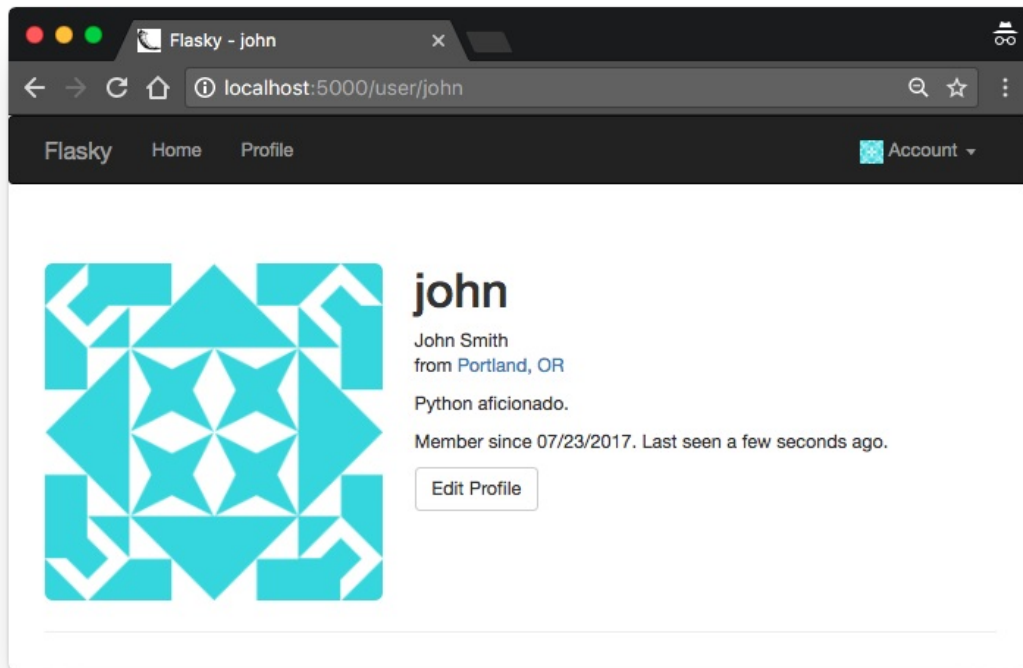 Flasky - john
localhost:5000/user/john
Flasky Home Profile Account
john
John Smith
from Portland, OR
Python aficionado.
Member since 07/23/2017. Last seen a few seconds ago.
Edit Profile